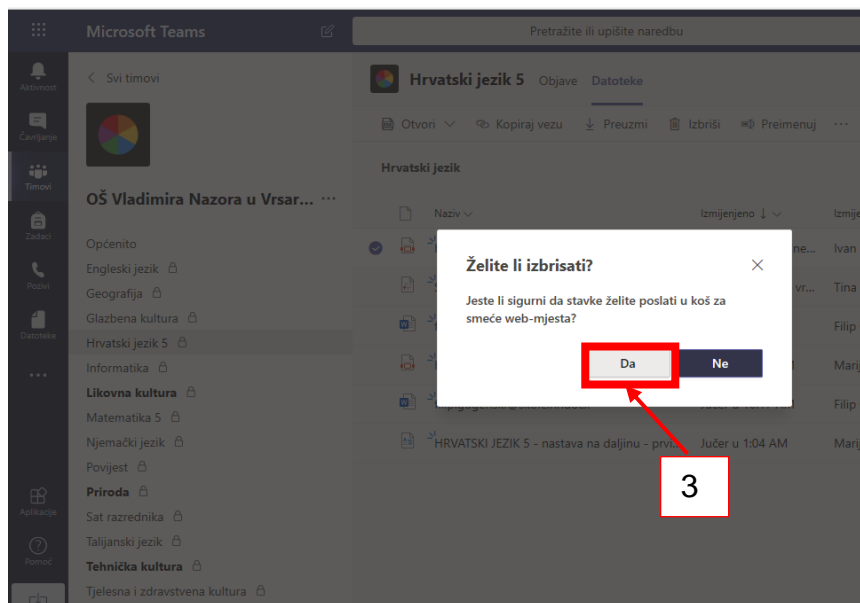 Microsoft Teams
Pretražite ili upišite naredbu
Aktivnost
Čavrljanje
Timovi
Zadaci
Pozivi
Datoteke
Aplikacije
Pomoć
Svi timovi
OŠ Vladimira Nazora u Vrsar... ...
Općenito
Engleski jezik
Geografija
Glazbena kultura
Hrvatski jezik 5
Informatika
Likovna kultura
Matematika 5
Njemački jezik
Povijest
Priroda
Sat razrednika
Talijanski jezik
Tehnička kultura
Tjelesna i zdravstvena kultura
Hrvatski jezik 5 Objave Datoteke
Otvori Kopiraj vezu Preuzmi Izbriši Preimenuj ...
Hrvatski jezik
Naziv Izmijenjeno ↓ Izmije
ne... Ivan
vr... Tina
Filip
Marij
Filip
HRVATSKI JEZIK 5 - nastava na daljinu - prvi... Jučer u 1:04 AM Marij
Želite li izbrisati?
Jeste li sigurni da stavke želite poslati u koš za
smeće web-mjesta?
Da Ne
3